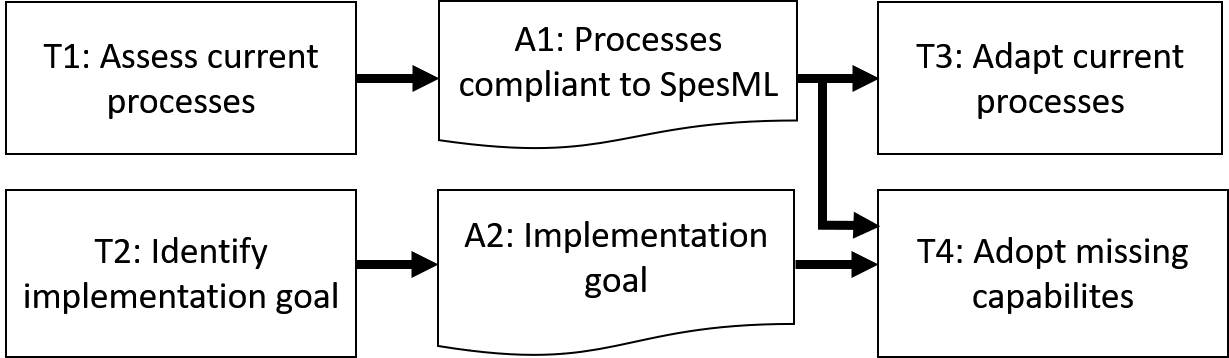 T1: Assess current
processes
A1: Processes
compliant to SpesML
T3: Adapt current
processes
T2: Identify
implementation goal
A2: Implementation
goal
T4: Adopt missing
capabilites